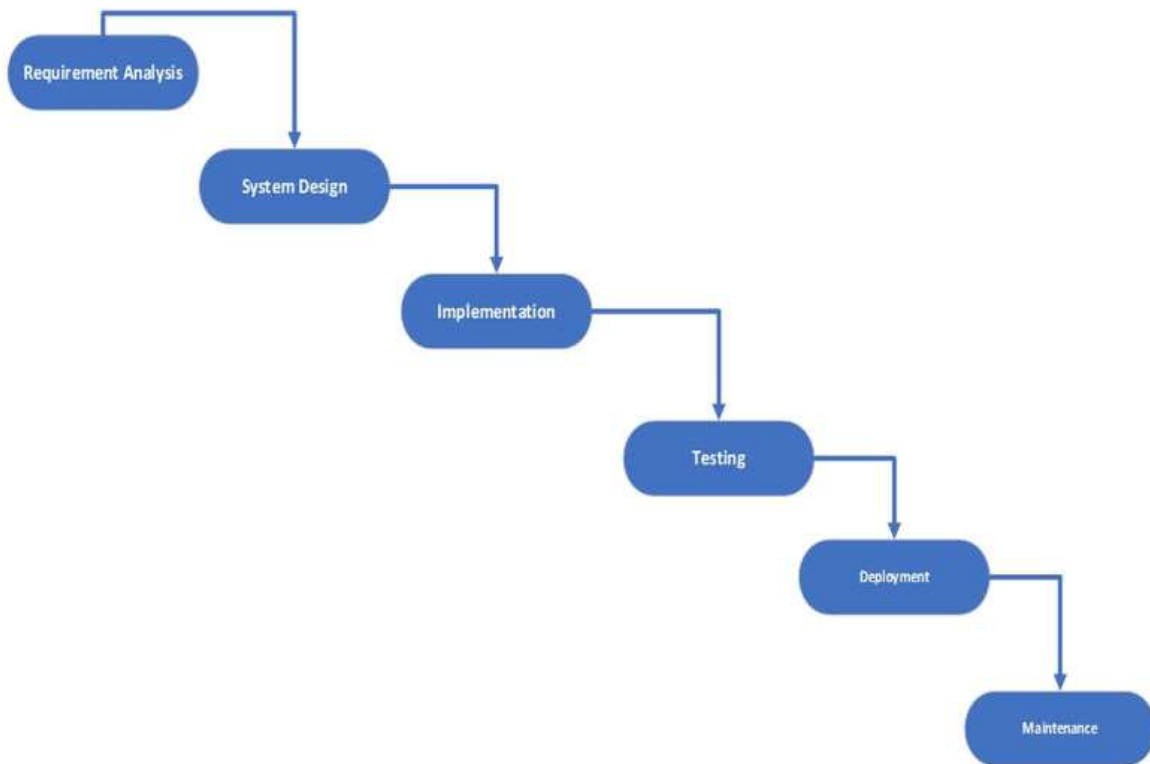 Requirement Analysis
System Design
Implementation
Testing
Deployment
Maintenance